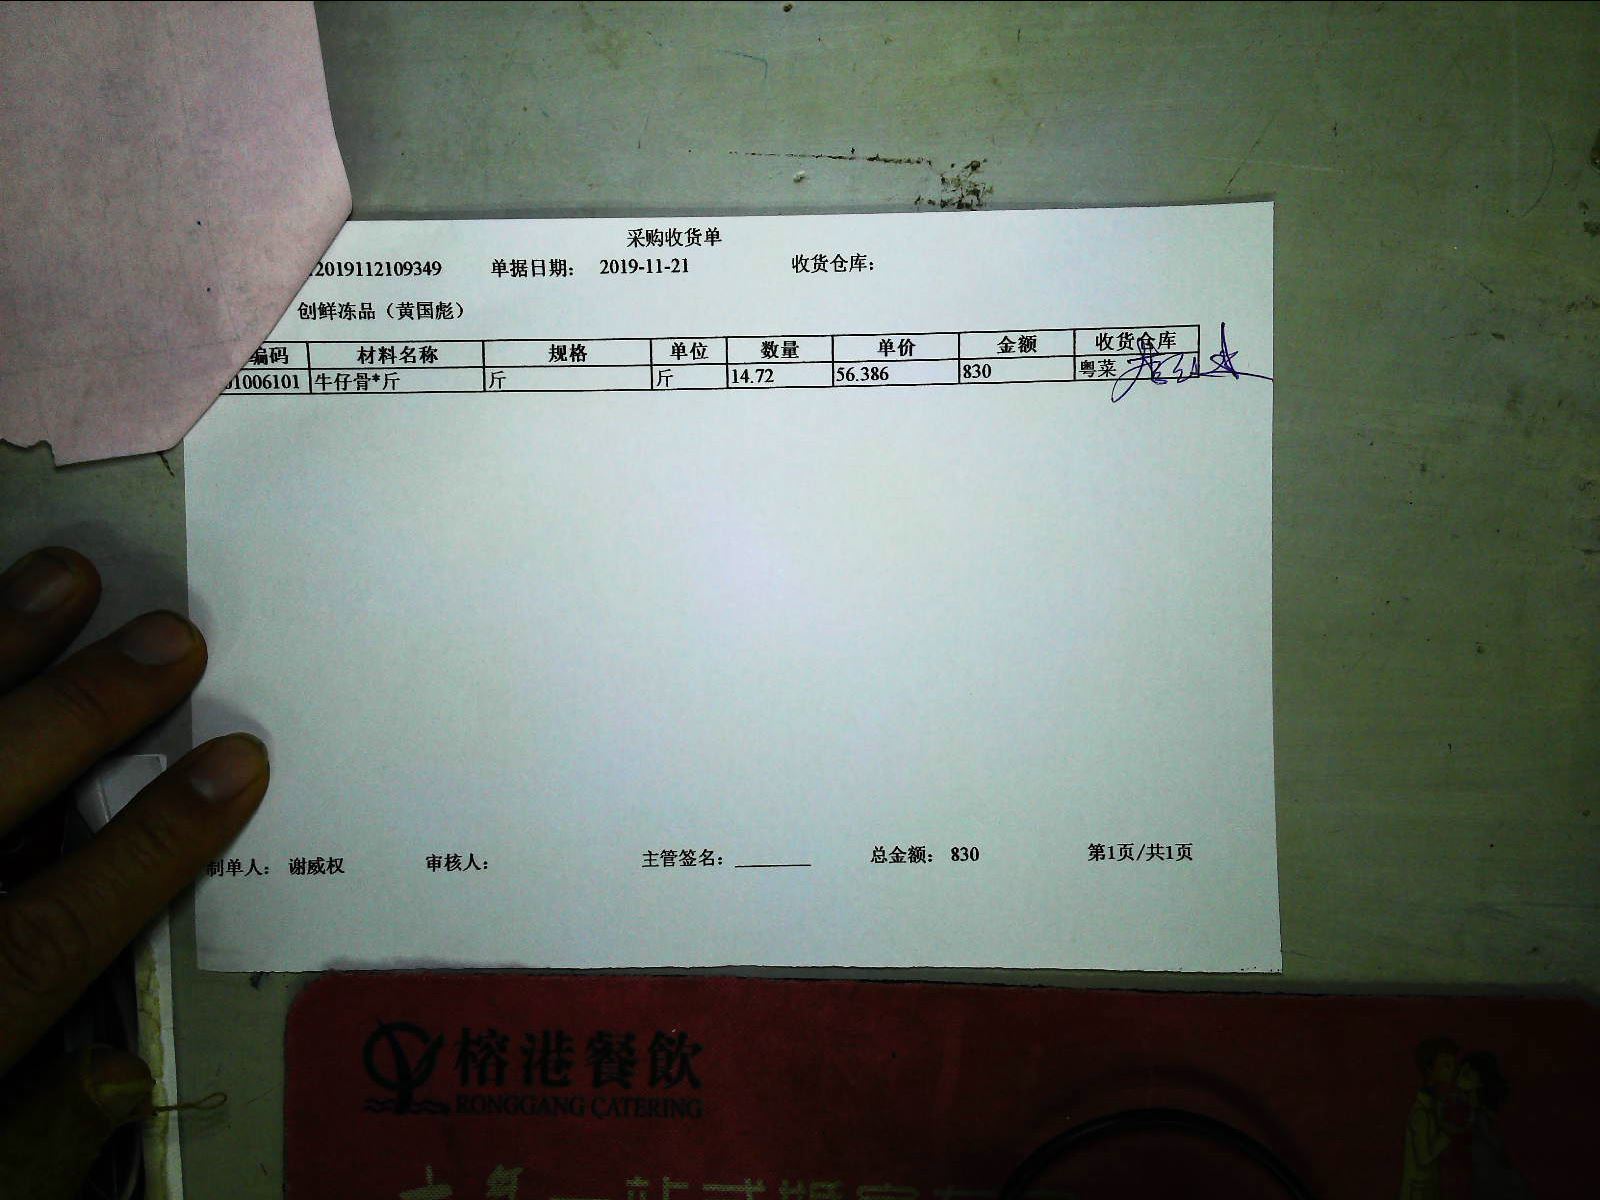 采购收货单
2019112109349 单据日期： 2019-11-21 收货仓库：
创鲜冻品（黄国彪）
编码 材料名称 规格 单位 数量 单价 金额 收货仓库
01006101 牛仔骨*斤 斤 斤 14.72 56.386 830 粤菜
制单人： 谢威权 审核人： 主管签名：________ 总金额： 830 第1页/共1页
榕港餐飲
RONGGANG CATERING